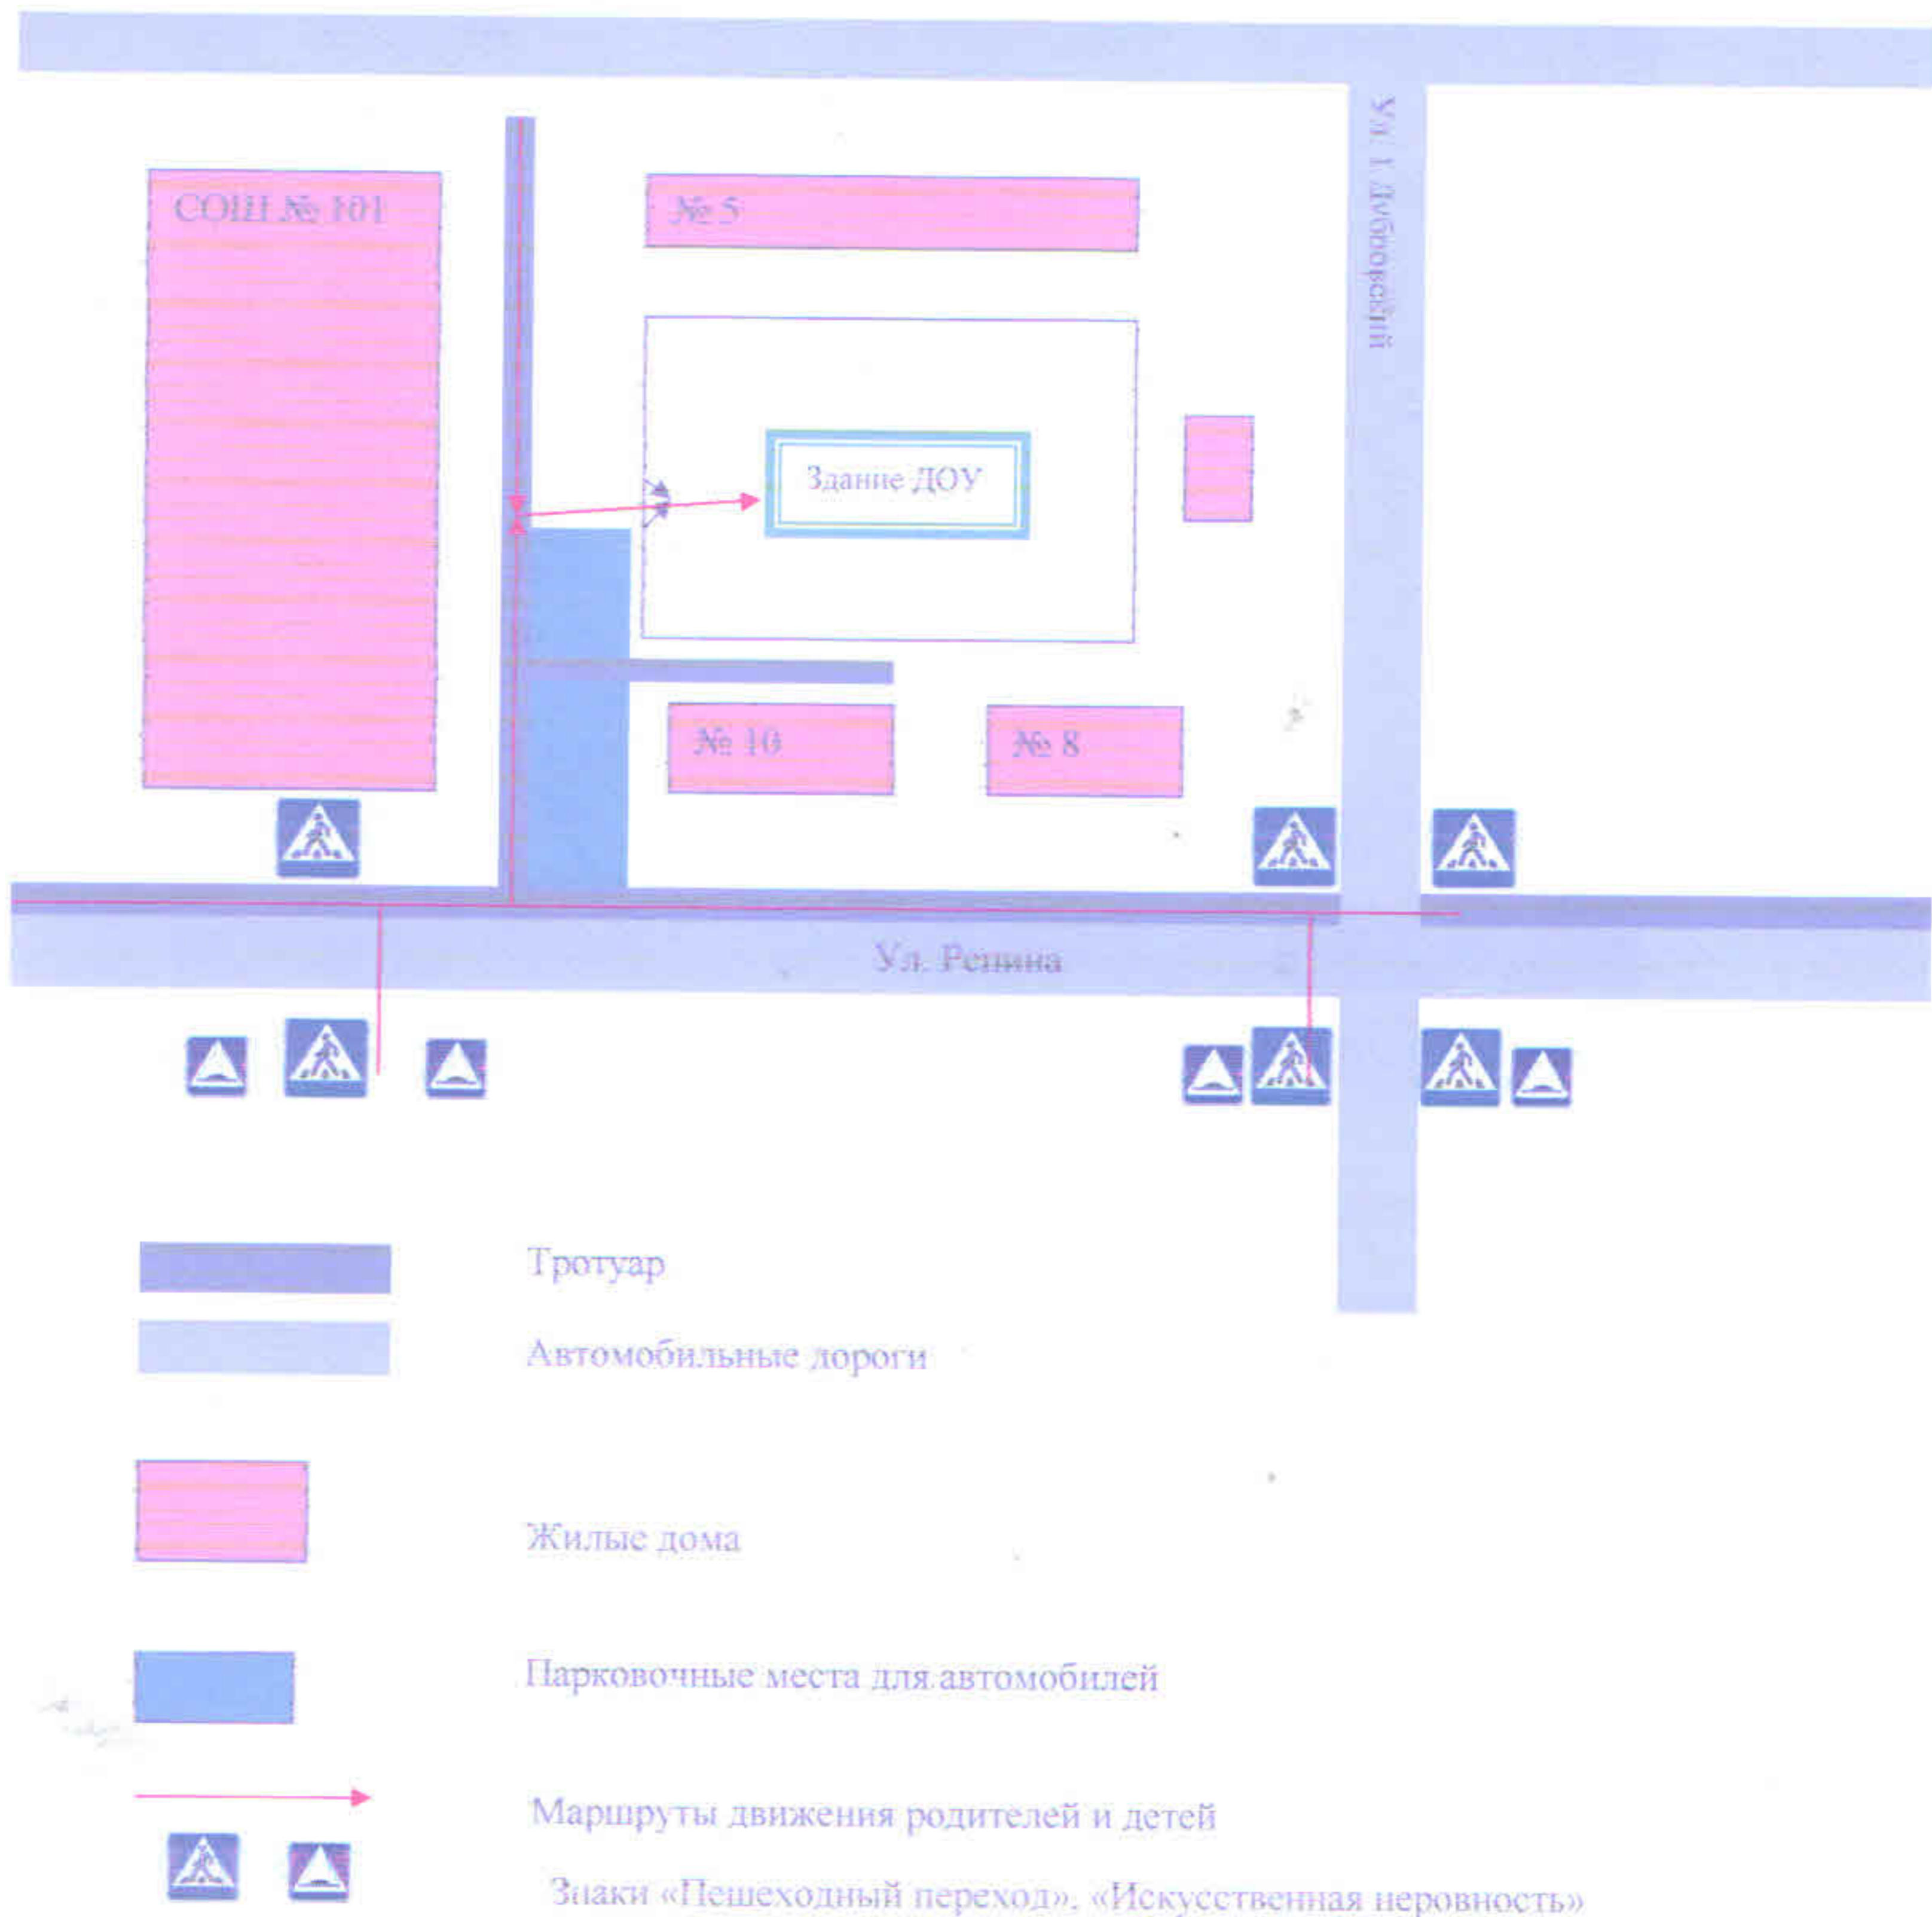 СОШ № 101
№ 5
Ул. Г. Дубровский
Здание ДОУ
№ 10
№ 8
Ул. Репина
Тротуар
Автомобильные дороги
Жилые дома
Парковочные места для автомобилей
Маршруты движения родителей и детей
Знаки «Пешеходный переход», «Искусственная неровность»